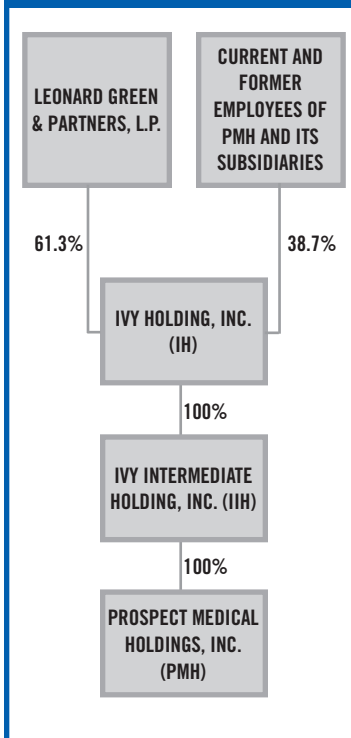 LEONARD GREEN
& PARTNERS, L.P.
CURRENT AND
FORMER
EMPLOYEES OF
PMH AND ITS
SUBSIDIARIES
61.3%
38.7%
IVY HOLDING, INC.
(IH)
100%
IVY INTERMEDIATE
HOLDING, INC. (IIH)
100%
PROSPECT MEDICAL
HOLDINGS, INC.
(PMH)